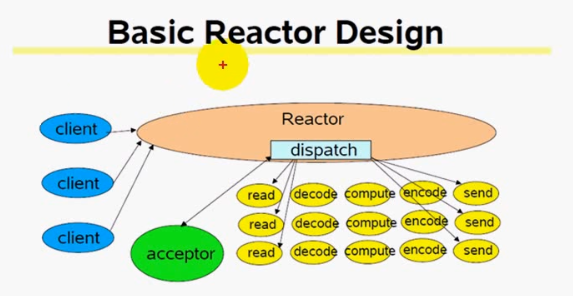 Basic Reactor Design
Reactor
client
dispatch
client
read decode compute encode send
client
read decode compute encode send
acceptor
read decode compute encode send